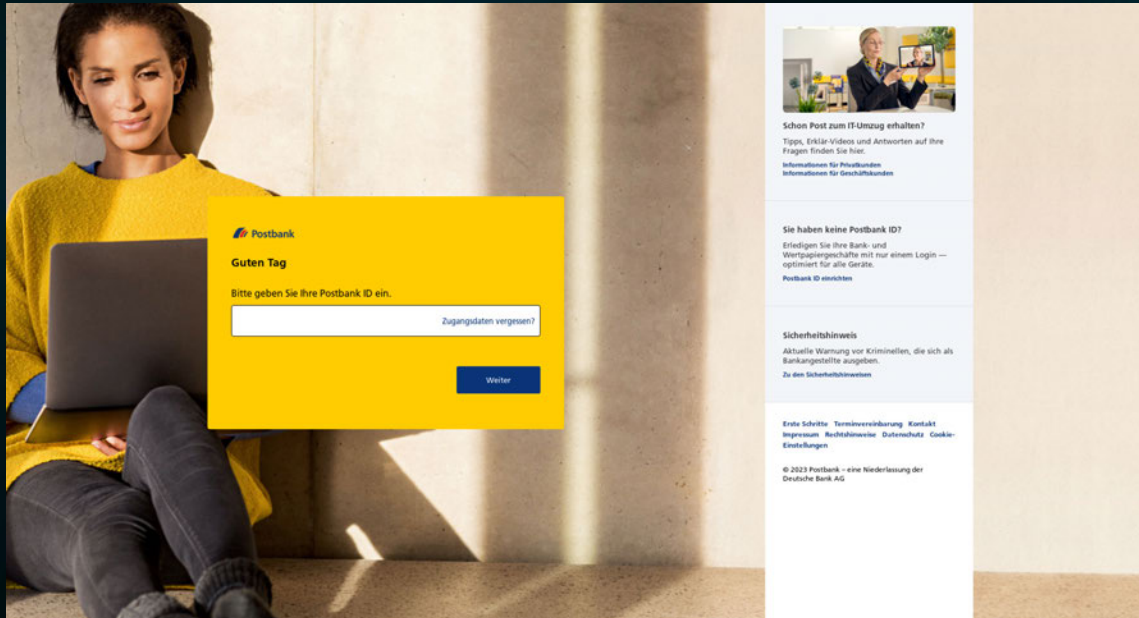 Postbank
Guten Tag
Bitte geben Sie Ihre Postbank ID ein.
Zugangsdaten vergessen?
Weiter
Schon Post zum IT-Umzug erhalten?
Tipps, Erklär-Videos und Antworten auf Ihre
Fragen finden Sie hier.
Informationen für Privatkunden
Informationen für Geschäftskunden
Sie haben keine Postbank ID?
Erledigen Sie Ihre Bank- und
Wertpapiergeschäfte mit nur einem Login —
optimiert für alle Geräte.
Postbank ID einrichten
Sicherheitshinweis
Aktuelle Warnung vor Kriminellen, die sich als
Bankangestellte ausgeben.
Zu den Sicherheitshinweisen
Erste Schritte Terminvereinbarung Kontakt
Impressum Rechtshinweise Datenschutz Cookie-
Einstellungen
© 2023 Postbank – eine Niederlassung der
Deutsche Bank AG